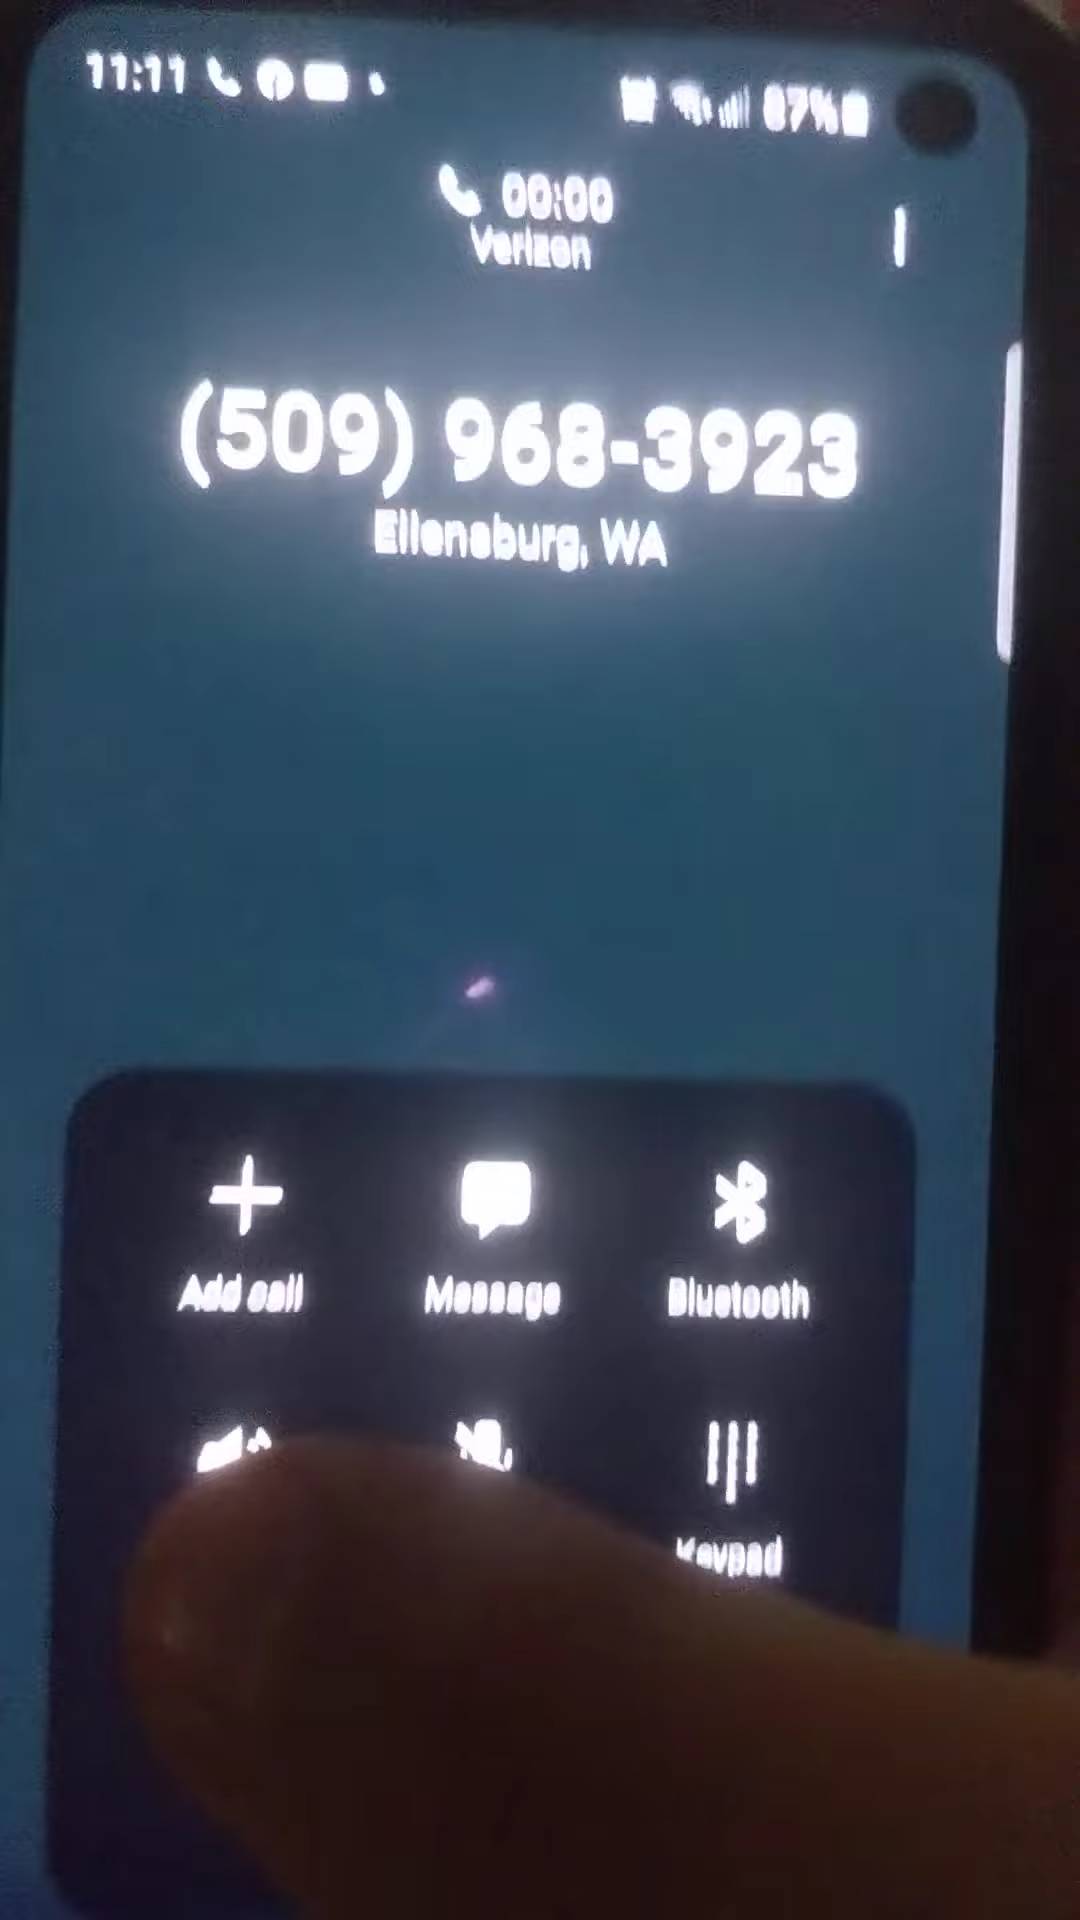 11:11 87%
00:00
Verizon
(509) 968-3923
Ellensburg, WA
Add call Message Bluetooth
Keypad